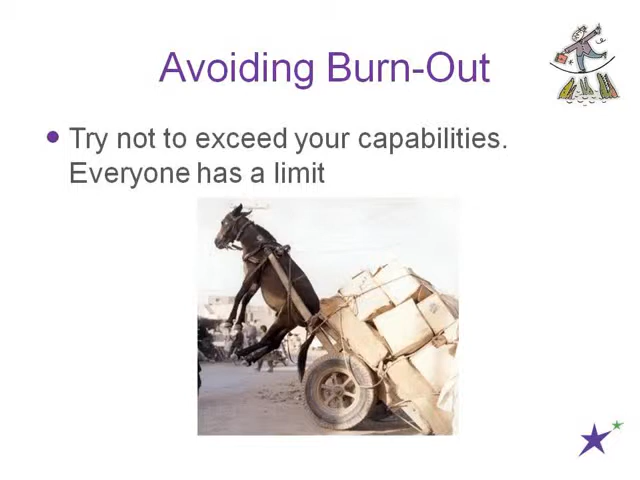 Avoiding Burn-Out
Try not to exceed your capabilities.
Everyone has a limit